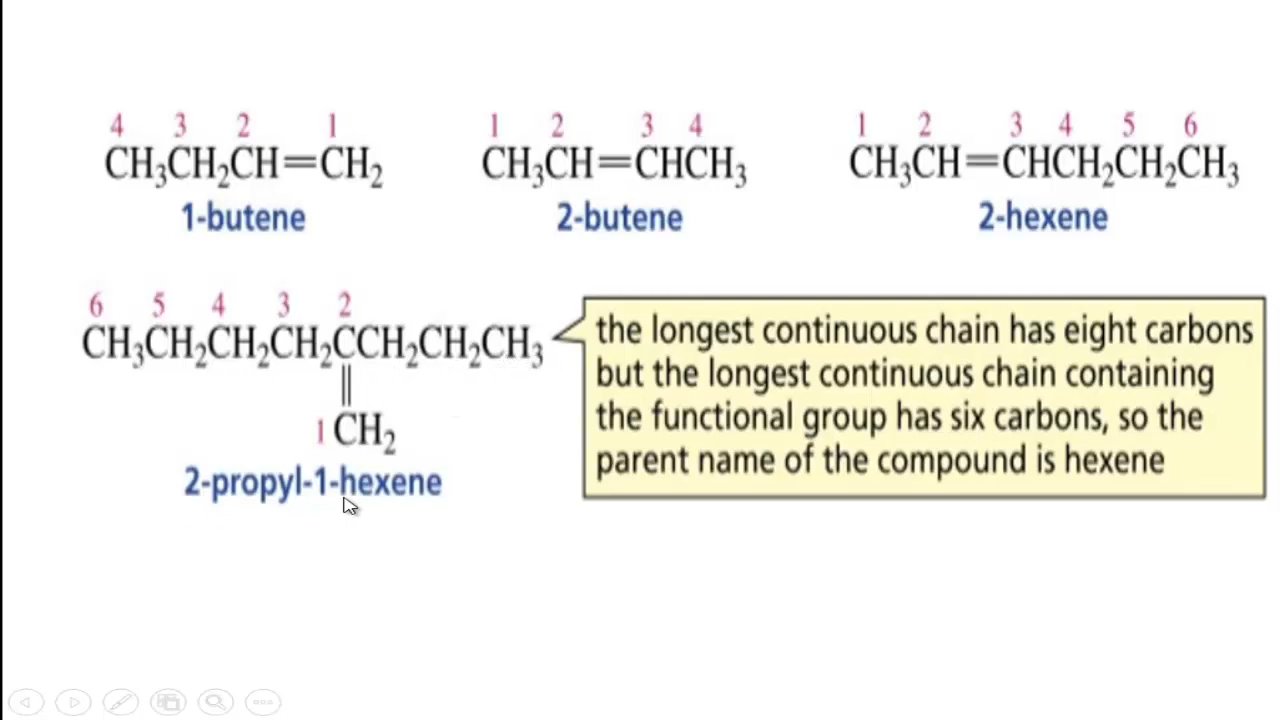 4 3 2 1
CH₃CH₂CH=CH₂
1-butene
1 2 3 4
CH₃CH=CHCH₃
2-butene
1 2 3 4 5 6
CH₃CH=CHCH₂CH₂CH₃
2-hexene
6 5 4 3 2
CH₃CH₂CH₂CH₂CCH₂CH₂CH₃
‖
1 CH₂
2-propyl-1-hexene
the longest continuous chain has eight carbons
but the longest continuous chain containing
the functional group has six carbons, so the
parent name of the compound is hexene